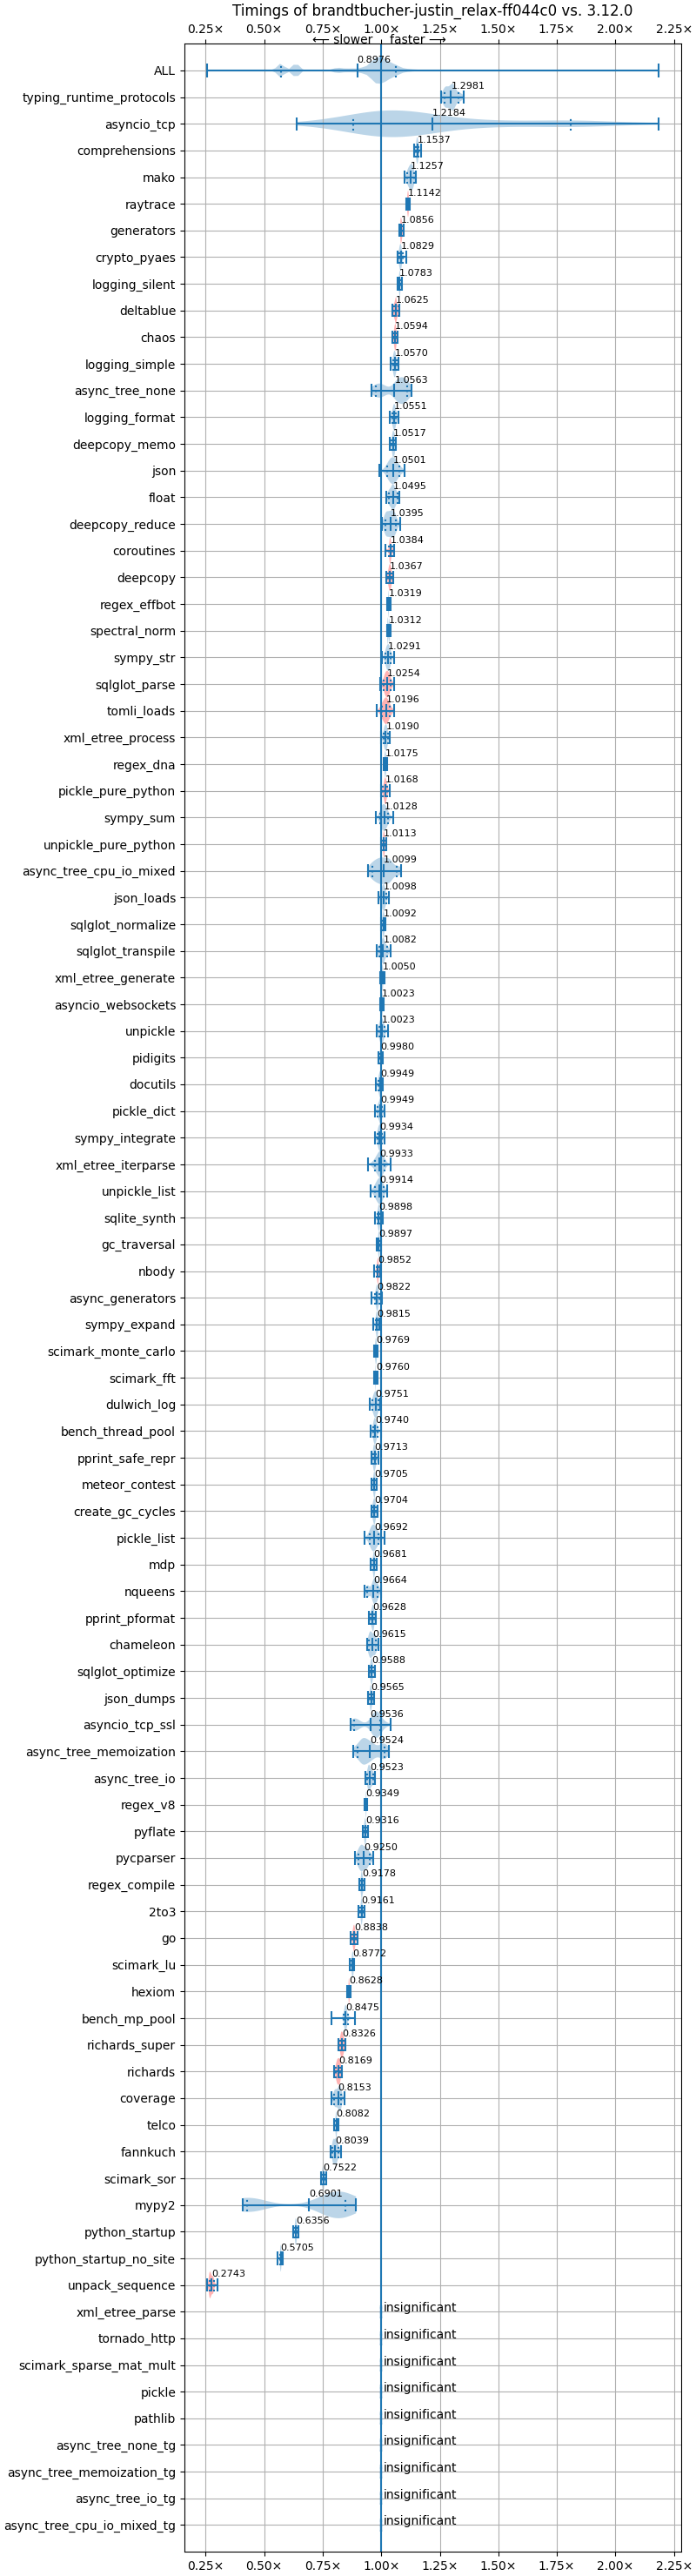 Timings of brandtbucher-justin_relax-ff044c0 vs. 3.12.0
0.25× 0.50× 0.75× 1.00× 1.25× 1.50× 1.75× 2.00× 2.25×
⟵ slower faster ⟶
ALL 0.8976
typing_runtime_protocols 1.2981
asyncio_tcp 1.2184
comprehensions 1.1537
mako 1.1257
raytrace 1.1142
generators 1.0856
crypto_pyaes 1.0829
logging_silent 1.0783
deltablue 1.0625
chaos 1.0594
logging_simple 1.0570
async_tree_none 1.0563
logging_format 1.0551
deepcopy_memo 1.0517
json 1.0501
float 1.0495
deepcopy_reduce 1.0395
coroutines 1.0384
deepcopy 1.0367
regex_effbot 1.0319
spectral_norm 1.0312
sympy_str 1.0291
sqlglot_parse 1.0254
tomli_loads 1.0196
xml_etree_process 1.0190
regex_dna 1.0175
pickle_pure_python 1.0168
sympy_sum 1.0128
unpickle_pure_python 1.0113
async_tree_cpu_io_mixed 1.0099
json_loads 1.0098
sqlglot_normalize 1.0092
sqlglot_transpile 1.0082
xml_etree_generate 1.0050
asyncio_websockets 1.0023
unpickle 1.0023
pidigits 0.9980
docutils 0.9949
pickle_dict 0.9949
sympy_integrate 0.9934
xml_etree_iterparse 0.9933
unpickle_list 0.9914
sqlite_synth 0.9898
gc_traversal 0.9897
nbody 0.9852
async_generators 0.9822
sympy_expand 0.9815
scimark_monte_carlo 0.9769
scimark_fft 0.9760
dulwich_log 0.9751
bench_thread_pool 0.9740
pprint_safe_repr 0.9713
meteor_contest 0.9705
create_gc_cycles 0.9704
pickle_list 0.9692
mdp 0.9681
nqueens 0.9664
pprint_pformat 0.9628
chameleon 0.9615
sqlglot_optimize 0.9588
json_dumps 0.9565
asyncio_tcp_ssl 0.9536
async_tree_memoization 0.9524
async_tree_io 0.9523
regex_v8 0.9349
pyflate 0.9316
pycparser 0.9250
regex_compile 0.9178
2to3 0.9161
go 0.8838
scimark_lu 0.8772
hexiom 0.8628
bench_mp_pool 0.8475
richards_super 0.8326
richards 0.8169
coverage 0.8153
telco 0.8082
fannkuch 0.8039
scimark_sor 0.7522
mypy2 0.6901
python_startup 0.6356
python_startup_no_site 0.5705
unpack_sequence 0.2743
xml_etree_parse insignificant
tornado_http insignificant
scimark_sparse_mat_mult insignificant
pickle insignificant
pathlib insignificant
async_tree_none_tg insignificant
async_tree_memoization_tg insignificant
async_tree_io_tg insignificant
async_tree_cpu_io_mixed_tg insignificant
0.25× 0.50× 0.75× 1.00× 1.25× 1.50× 1.75× 2.00× 2.25×